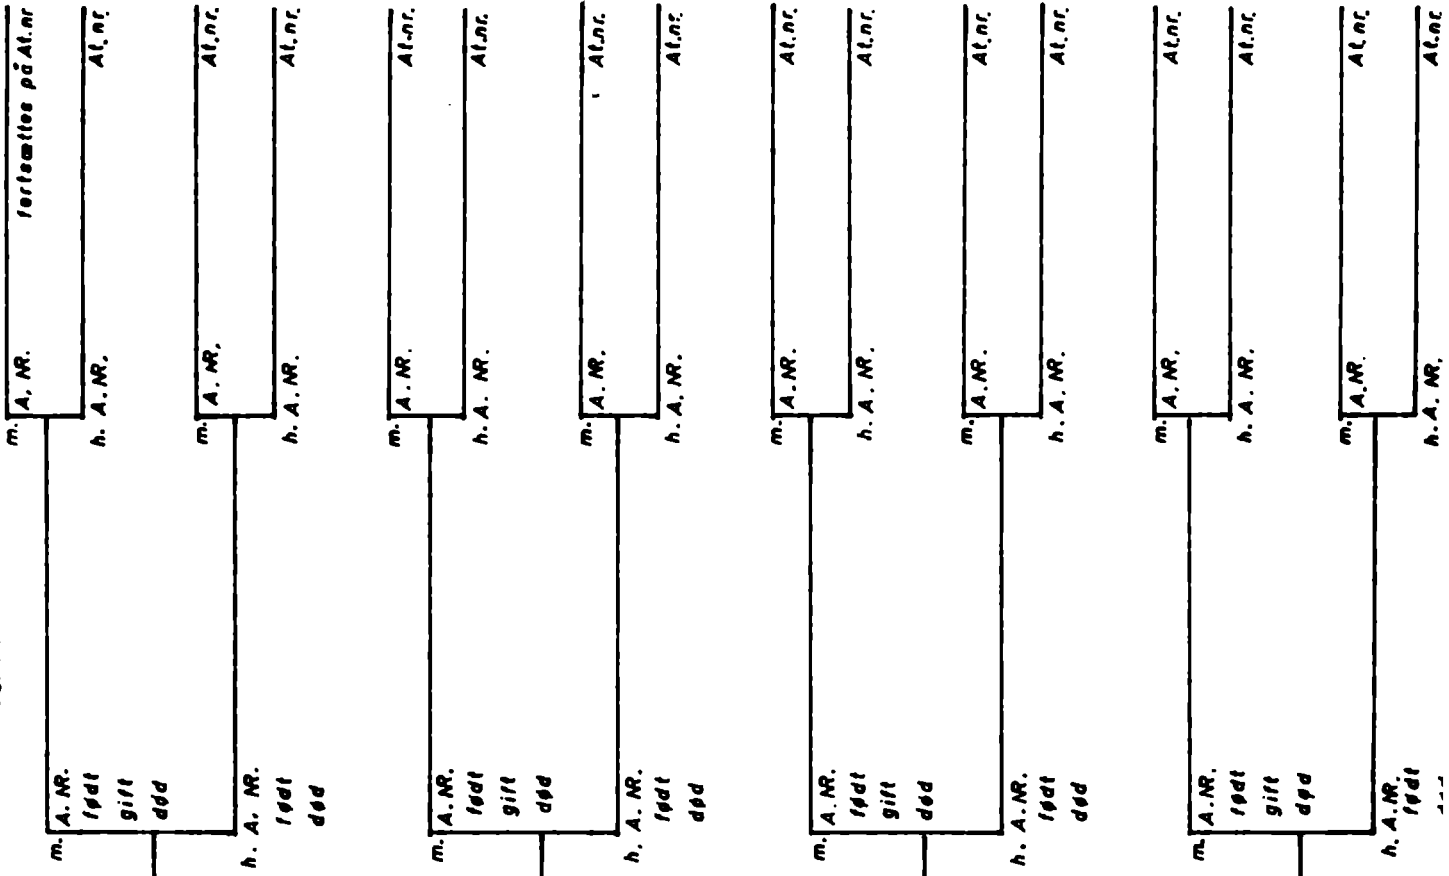 m. A. NR. fortsættes på At.nr
m. A. NR.
født
h. A. NR. At.nr.
gift
død
m. A. NR. At.nr.
h. A. NR.
født
h. A. NR. At.nr.
død
m. A. NR. At.nr.
m. A. NR.
født
h. A. NR. At.nr.
gift
død
m. A. NR. At.nr.
h. A. NR.
født
h. A. NR. At.nr.
død
m. A. NR. At.nr.
m. A. NR.
født
h. A. NR. At.nr.
gift
død
m. A. NR. At.nr.
h. A. NR.
født
h. A. NR. At.nr.
død
m. A. NR. At.nr.
m. A. NR.
født
h. A. NR. At.nr.
gift
død
m. A. NR. At.nr.
h. A. NR.
født
h. A. NR. At.nr.